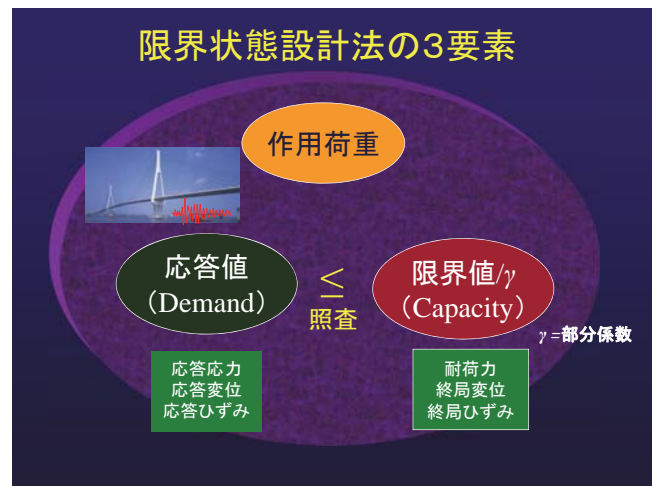 限界状態設計法の3要素
作用荷重
応答値
（Demand）
≤
照査
限界値/γ
（Capacity）
γ=部分係数
応答応力
応答変位
応答ひずみ
耐荷力
終局変位
終局ひずみ